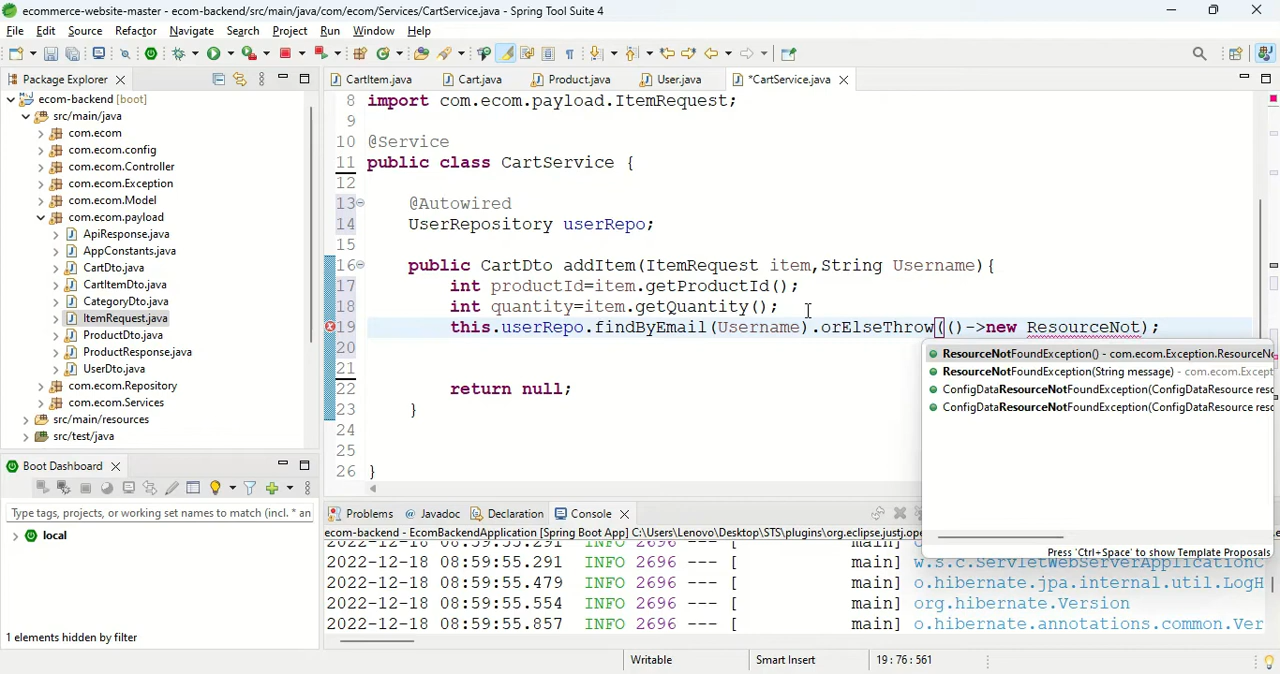 ecommerce-website-master - ecom-backend/src/main/java/com/ecom/Services/CartService.java - Spring Tool Suite 4
File Edit Source Refactor Navigate Search Project Run Window Help
Package Explorer
CartItem.java Cart.java Product.java User.java *CartService.java
ecom-backend [boot]
src/main/java
com.ecom
com.ecom.config
com.ecom.Controller
com.ecom.Exception
com.ecom.Model
com.ecom.payload
ApiResponse.java
AppConstants.java
CartDto.java
CartItemDto.java
CategoryDto.java
ItemRequest.java
ProductDto.java
ProductResponse.java
UserDto.java
com.ecom.Repository
com.ecom.Services
src/main/resources
src/test/java
8 import com.ecom.payload.ItemRequest;
9
10 @Service
11 public class CartService {
12
13 @Autowired
14 UserRepository userRepo;
15
16 public CartDto addItem(ItemRequest item,String Username){
17 int productId=item.getProductId();
18 int quantity=item.getQuantity();
19 this.userRepo.findByEmail(Username).orElseThrow(()->new ResourceNot);
20
21
22 return null;
23 }
24
25
26 }
ResourceNotFoundException() - com.ecom.Exception.ResourceNo
ResourceNotFoundException(String message) - com.ecom.Except
ConfigDataResourceNotFoundException(ConfigDataResource reso
ConfigDataResourceNotFoundException(ConfigDataResource reso
Press 'Ctrl+Space' to show Template Proposals
Boot Dashboard
Type tags, projects, or working set names to match (incl. * an
local
1 elements hidden by filter
Problems Javadoc Declaration Console
ecom-backend - EcomBackendApplication [Spring Boot App] C:\Users\Lenovo\Desktop\STS\plugins\org.eclipse.justj.ope
2022-12-18 08:59:55.291 INFO 2696 --- [ main]
2022-12-18 08:59:55.291 INFO 2696 --- [ main] w.s.c.ServletWebServerApplicationC
2022-12-18 08:59:55.479 INFO 2696 --- [ main] o.hibernate.jpa.internal.util.LogH
2022-12-18 08:59:55.554 INFO 2696 --- [ main] org.hibernate.Version
2022-12-18 08:59:55.857 INFO 2696 --- [ main] o.hibernate.annotations.common.Ver
Writable Smart Insert 19 : 76 : 561